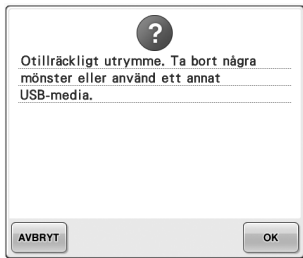 ?
Otillräckligt utrymme. Ta bort några
mönster eller använd ett annat
USB-media.
AVBRYT
OK